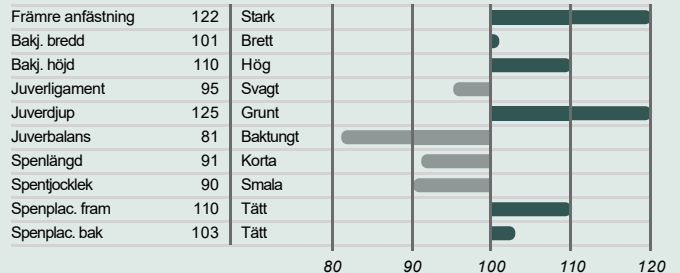 Främre anfästning 122 Stark
Bakj. bredd 101 Brett
Bakj. höjd 110 Hög
Juverligament 95 Svagt
Juverdjup 125 Grunt
Juverbalans 81 Baktungt
Spenlängd 91 Korta
Spentjocklek 90 Smala
Spenplac. fram 110 Tätt
Spenplac. bak 103 Tätt
80 90 100 110 120